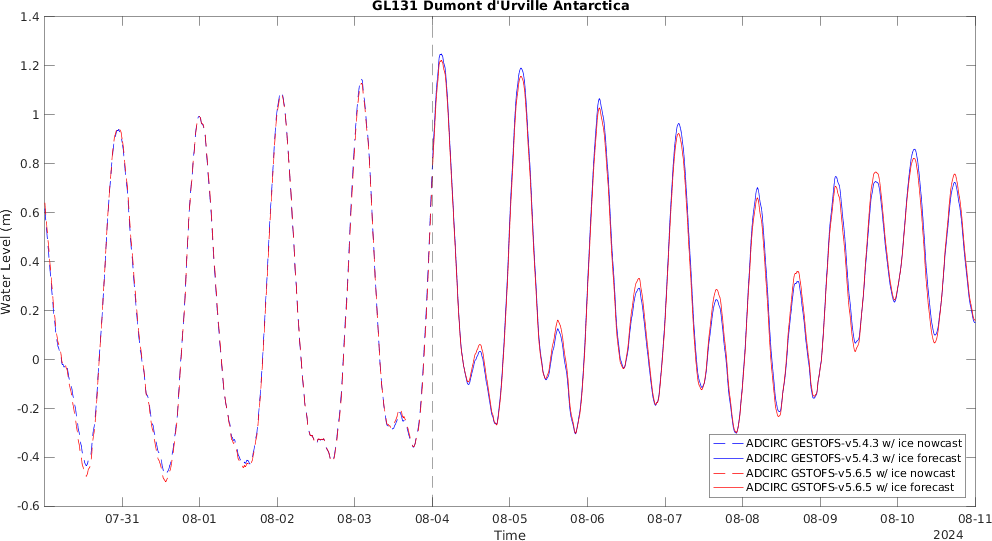 GL131 Dumont d'Urville Antarctica
1.4
1.2
1
0.8
0.6
0.4
0.2
0
-0.2
-0.4
-0.6
Water Level (m)
ADCIRC GESTOFS-v5.4.3 w/ ice nowcast
ADCIRC GESTOFS-v5.4.3 w/ ice forecast
ADCIRC GSTOFS-v5.6.5 w/ ice nowcast
ADCIRC GSTOFS-v5.6.5 w/ ice forecast
07-31 08-01 08-02 08-03 08-04 08-05 08-06 08-07 08-08 08-09 08-10 08-11
Time
2024